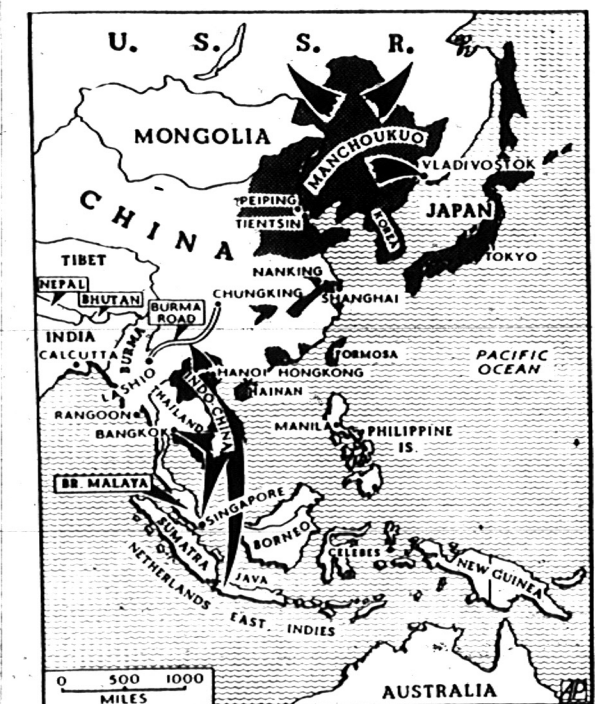 U. S. S. R.
MONGOLIA
MANCHOUKUO
VLADIVOSTOK
PEIPING
TIENTSIN
KOREA
JAPAN
TOKYO
CHINA
TIBET
NEPAL
BHUTAN
NANKING
CHUNGKING
SHANGHAI
BURMA
ROAD
INDIA
CALCUTTA
BURMA
LASHIO
FORMOSA
HANOI
HONGKONG
HAINAN
PACIFIC
OCEAN
RANGOON
THAILAND
INDO-CHINA
BANGKOK
MANILA
PHILIPPINE
IS.
BR. MALAYA
SINGAPORE
SUMATRA
BORNEO
CELEBES
NEW GUINEA
JAVA
NETHERLANDS EAST INDIES
0 500 1000
MILES
AUSTRALIA
AP